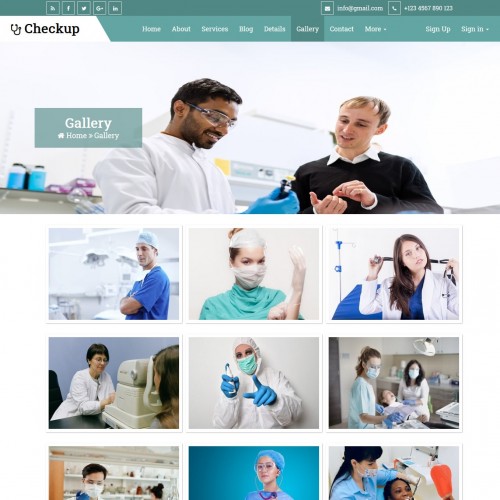 info@gmail.com +123 4567 890 123
Checkup Home About Services Blog Details Gallery Contact More Sign Up Sign in
Gallery
Home » Gallery